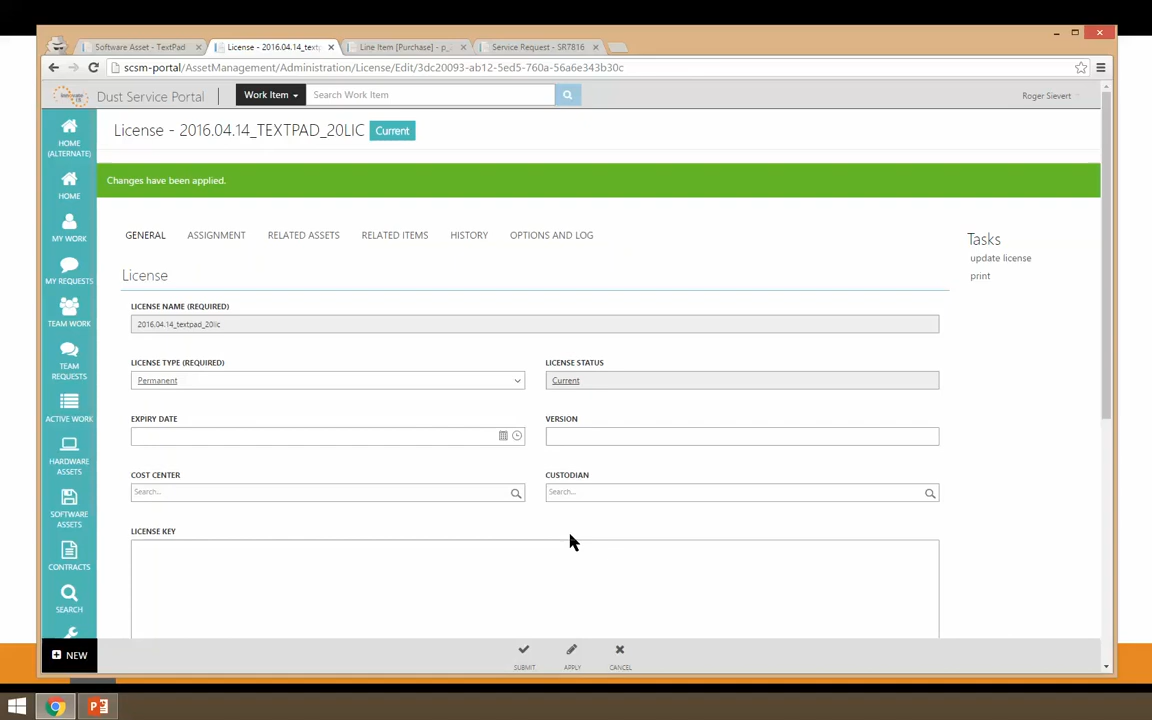 Software Asset - TextPad
License - 2016.04.14_textp
Line Item [Purchase] - p_
Service Request - SR7816
scsm-portal/AssetManagement/Administration/License/Edit/3dc20093-ab12-5ed5-760a-56a6e343b30c
Dust Service Portal
Work Item
Search Work Item
Roger Sievert
License - 2016.04.14_TEXTPAD_20LIC
Current
Changes have been applied.
HOME
(ALTERNATE)
HOME
MY WORK
MY REQUESTS
TEAM WORK
TEAM
REQUESTS
ACTIVE WORK
HARDWARE
ASSETS
SOFTWARE
ASSETS
CONTRACTS
SEARCH
NEW
GENERAL
ASSIGNMENT
RELATED ASSETS
RELATED ITEMS
HISTORY
OPTIONS AND LOG
Tasks
update license
print
License
LICENSE NAME (REQUIRED)
2016.04.14_textpad_20lic
LICENSE TYPE (REQUIRED)
Permanent
LICENSE STATUS
Current
EXPIRY DATE
VERSION
COST CENTER
Search...
CUSTODIAN
Search...
LICENSE KEY
SUBMIT
APPLY
CANCEL